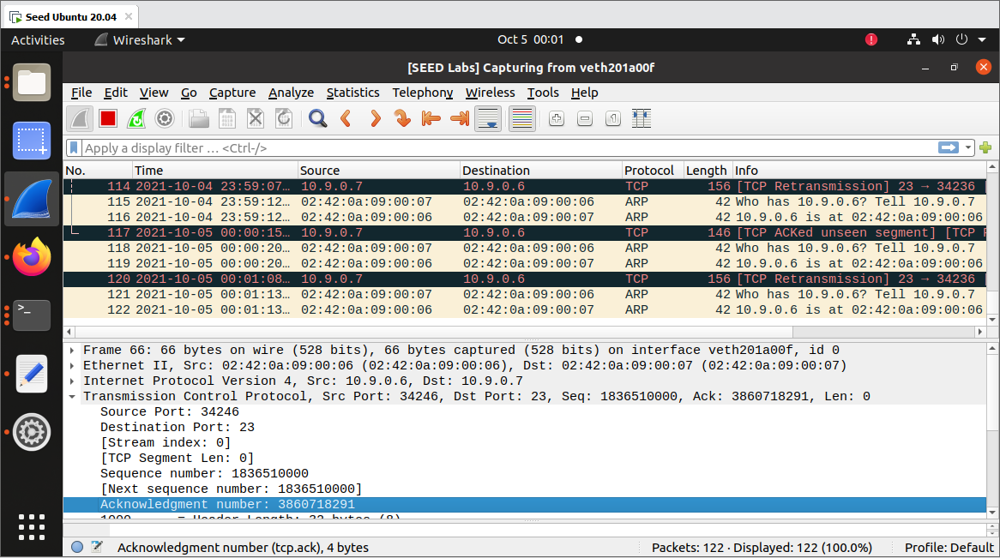 Seed Ubuntu 20.04
Activities Wireshark Oct 5 00:01
[SEED Labs] Capturing from veth201a00f
File Edit View Go Capture Analyze Statistics Telephony Wireless Tools Help
Apply a display filter … <Ctrl-/>
No. Time Source Destination Protocol Length Info
114 2021-10-04 23:59:07… 10.9.0.7 10.9.0.6 TCP 156 [TCP Retransmission] 23 → 34236
115 2021-10-04 23:59:12… 02:42:0a:09:00:07 02:42:0a:09:00:06 ARP 42 Who has 10.9.0.6? Tell 10.9.0.7
116 2021-10-04 23:59:12… 02:42:0a:09:00:06 02:42:0a:09:00:07 ARP 42 10.9.0.6 is at 02:42:0a:09:00:06
117 2021-10-05 00:00:15… 10.9.0.7 10.9.0.6 TCP 146 [TCP ACKed unseen segment] [TCP
118 2021-10-05 00:00:20… 02:42:0a:09:00:07 02:42:0a:09:00:06 ARP 42 Who has 10.9.0.6? Tell 10.9.0.7
119 2021-10-05 00:00:20… 02:42:0a:09:00:06 02:42:0a:09:00:07 ARP 42 10.9.0.6 is at 02:42:0a:09:00:06
120 2021-10-05 00:01:08… 10.9.0.7 10.9.0.6 TCP 156 [TCP Retransmission] 23 → 34236
121 2021-10-05 00:01:13… 02:42:0a:09:00:07 02:42:0a:09:00:06 ARP 42 Who has 10.9.0.6? Tell 10.9.0.7
122 2021-10-05 00:01:13… 02:42:0a:09:00:06 02:42:0a:09:00:07 ARP 42 10.9.0.6 is at 02:42:0a:09:00:06
Frame 66: 66 bytes on wire (528 bits), 66 bytes captured (528 bits) on interface veth201a00f, id 0
Ethernet II, Src: 02:42:0a:09:00:06 (02:42:0a:09:00:06), Dst: 02:42:0a:09:00:07 (02:42:0a:09:00:07)
Internet Protocol Version 4, Src: 10.9.0.6, Dst: 10.9.0.7
Transmission Control Protocol, Src Port: 34246, Dst Port: 23, Seq: 1836510000, Ack: 3860718291, Len: 0
Source Port: 34246
Destination Port: 23
[Stream index: 0]
[TCP Segment Len: 0]
Sequence number: 1836510000
[Next sequence number: 1836510000]
Acknowledgment number: 3860718291
1000 .... = Header Length: 32 bytes (8)
Acknowledgment number (tcp.ack), 4 bytes Packets: 122 · Displayed: 122 (100.0%) Profile: Default